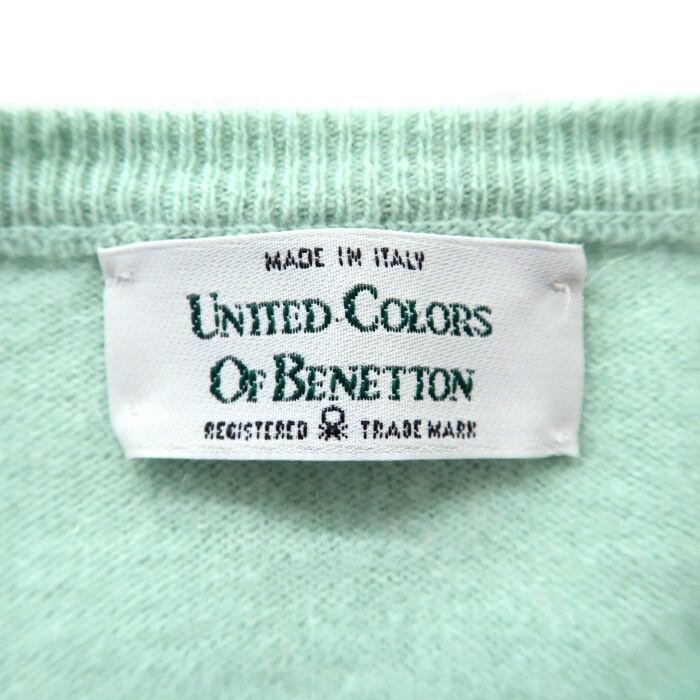 MADE IN ITALY
UNITED COLORS
OF BENETTON
REGISTERED TRADE MARK